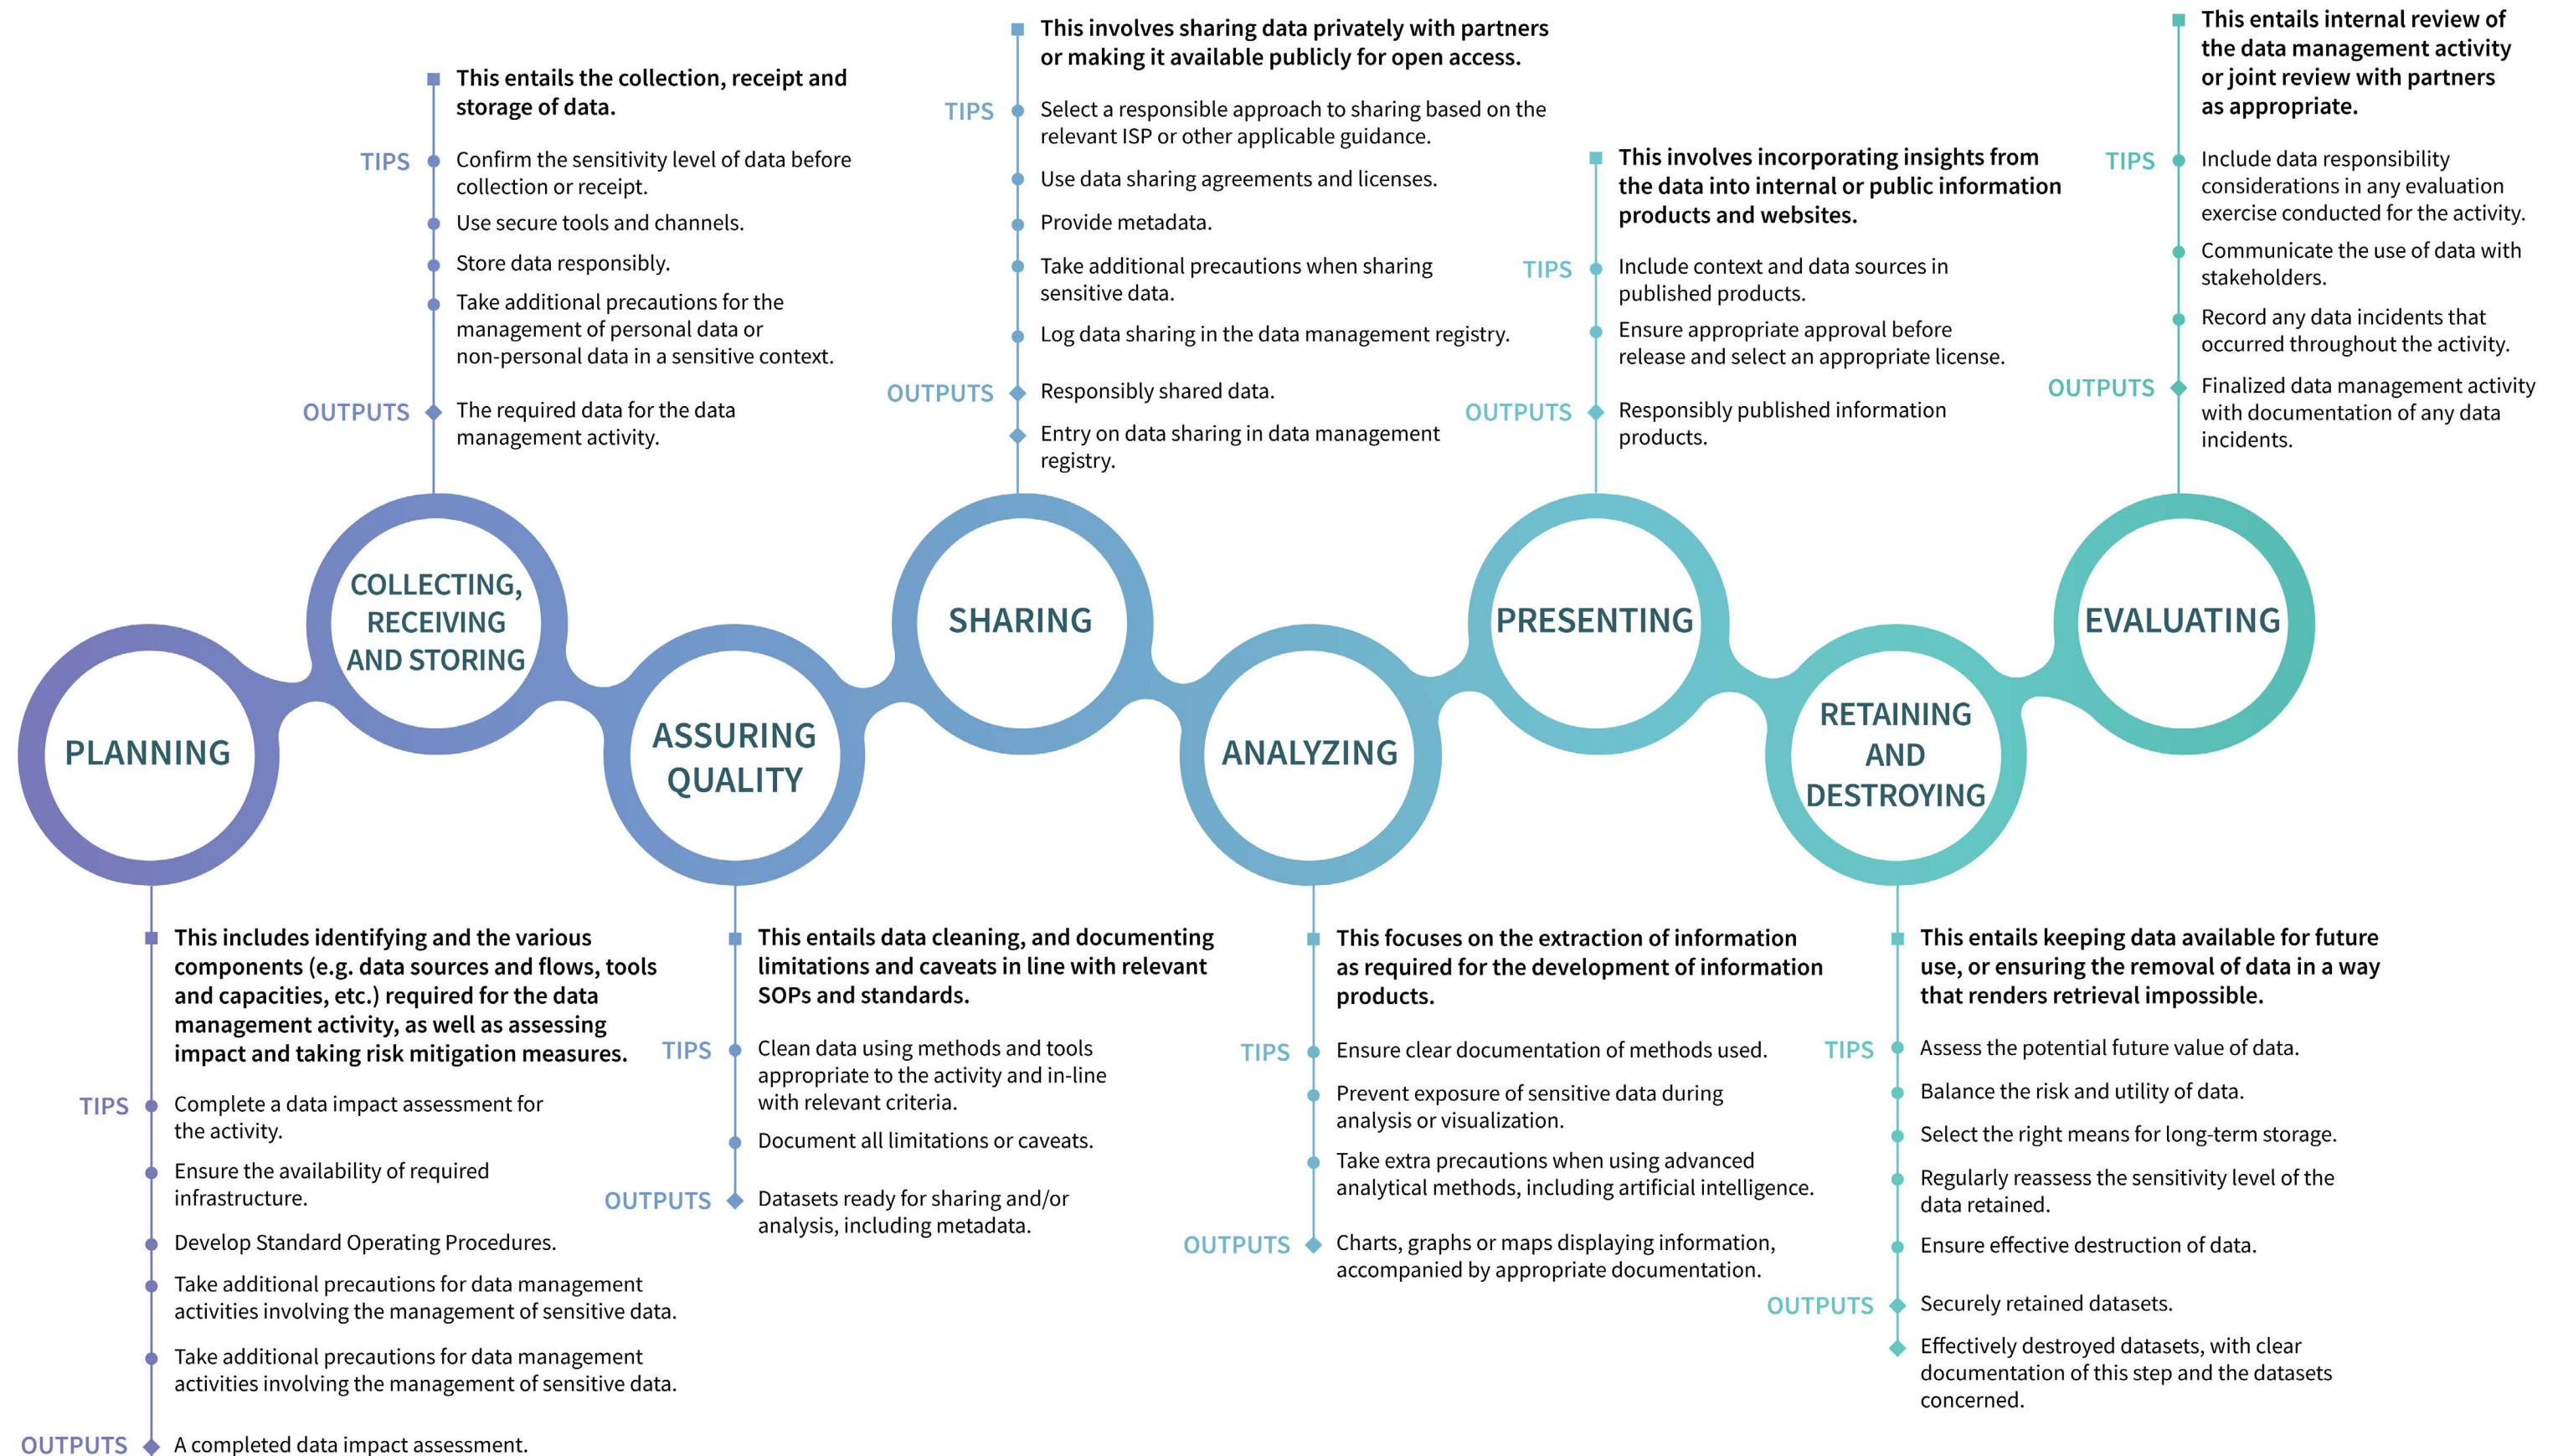 PLANNING
This includes identifying and the various
components (e.g. data sources and flows, tools
and capacities, etc.) required for the data
management activity, as well as assessing
impact and taking risk mitigation measures.
TIPS
Complete a data impact assessment for
the activity.
Ensure the availability of required
infrastructure.
Develop Standard Operating Procedures.
Take additional precautions for data management
activities involving the management of sensitive data.
Take additional precautions for data management
activities involving the management of sensitive data.
OUTPUTS
A completed data impact assessment.
COLLECTING,
RECEIVING
AND STORING
This entails the collection, receipt and
storage of data.
TIPS
Confirm the sensitivity level of data before
collection or receipt.
Use secure tools and channels.
Store data responsibly.
Take additional precautions for the
management of personal data or
non-personal data in a sensitive context.
OUTPUTS
The required data for the data
management activity.
ASSURING
QUALITY
This entails data cleaning, and documenting
limitations and caveats in line with relevant
SOPs and standards.
TIPS
Clean data using methods and tools
appropriate to the activity and in-line
with relevant criteria.
Document all limitations or caveats.
OUTPUTS
Datasets ready for sharing and/or
analysis, including metadata.
SHARING
This involves sharing data privately with partners
or making it available publicly for open access.
TIPS
Select a responsible approach to sharing based on the
relevant ISP or other applicable guidance.
Use data sharing agreements and licenses.
Provide metadata.
Take additional precautions when sharing
sensitive data.
Log data sharing in the data management registry.
OUTPUTS
Responsibly shared data.
Entry on data sharing in data management
registry.
ANALYZING
This focuses on the extraction of information
as required for the development of information
products.
TIPS
Ensure clear documentation of methods used.
Prevent exposure of sensitive data during
analysis or visualization.
Take extra precautions when using advanced
analytical methods, including artificial intelligence.
OUTPUTS
Charts, graphs or maps displaying information,
accompanied by appropriate documentation.
PRESENTING
This involves incorporating insights from
the data into internal or public information
products and websites.
TIPS
Include context and data sources in
published products.
Ensure appropriate approval before
release and select an appropriate license.
OUTPUTS
Responsibly published information
products.
RETAINING
AND
DESTROYING
This entails keeping data available for future
use, or ensuring the removal of data in a way
that renders retrieval impossible.
TIPS
Assess the potential future value of data.
Balance the risk and utility of data.
Select the right means for long-term storage.
Regularly reassess the sensitivity level of the
data retained.
Ensure effective destruction of data.
OUTPUTS
Securely retained datasets.
Effectively destroyed datasets, with clear
documentation of this step and the datasets
concerned.
EVALUATING
This entails internal review of
the data management activity
or joint review with partners
as appropriate.
TIPS
Include data responsibility
considerations in any evaluation
exercise conducted for the activity.
Communicate the use of data with
stakeholders.
Record any data incidents that
occurred throughout the activity.
OUTPUTS
Finalized data management activity
with documentation of any data
incidents.